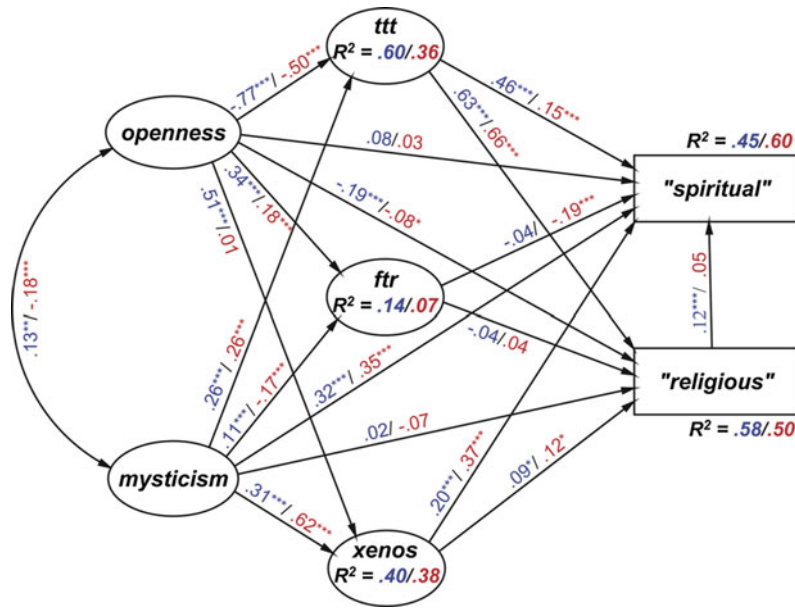 ttt
R² = .60/.36
-.77***/ -.50***
.46***/ .15***
.63***/ .66***
openness
.08/.03
R² = .45/.60
"spiritual"
.34***/.18***
.51***/.01
-.19***/-.08*
-.04/ -.19***
.13**/ -.18***
ftr
R² = .14/.07
-.04/.04
.12***/ .05
.26***/ .26***
.11***/ -.17***
.32***/ .35***
"religious"
R² = .58/.50
.02/ -.07
mysticism
.31***/.62***
.20***/ .37***
.09*/ .12*
xenos
R² = .40/.38